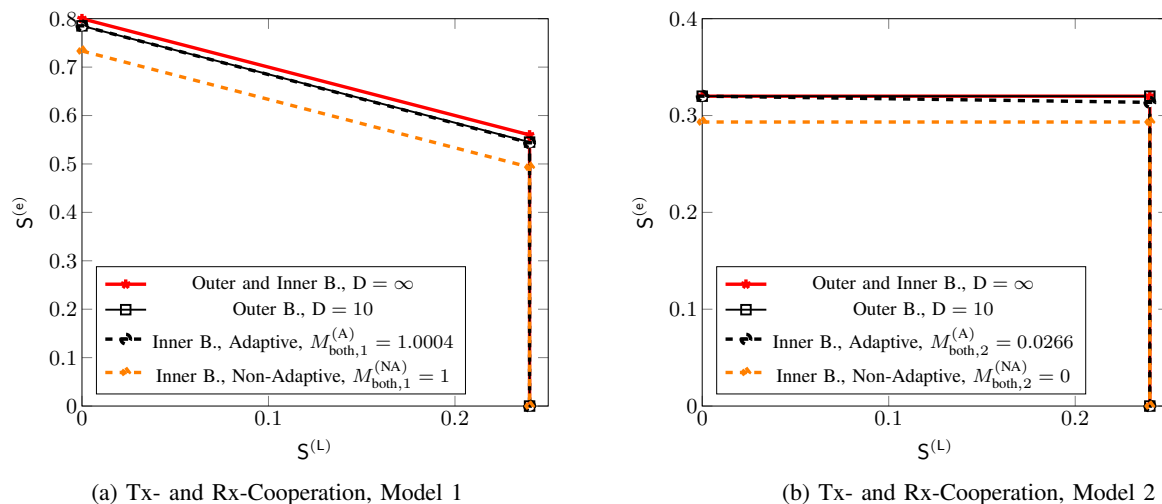 0.8
0.7
0.6
0.5
0.4
0.3
0.2
0.1
0
0
0.1
0.2
S^(e)
S^(L)
Outer and Inner B., D = ∞
Outer B., D = 10
Inner B., Adaptive, M_both,1^(A) = 1.0004
Inner B., Non-Adaptive, M_both,1^(NA) = 1
(a) Tx- and Rx-Cooperation, Model 1
0.4
0.3
0.2
0.1
0
0
0.1
0.2
S^(e)
S^(L)
Outer and Inner B., D = ∞
Outer B., D = 10
Inner B., Adaptive, M_both,2^(A) = 0.0266
Inner B., Non-Adaptive, M_both,2^(NA) = 0
(b) Tx- and Rx-Cooperation, Model 2